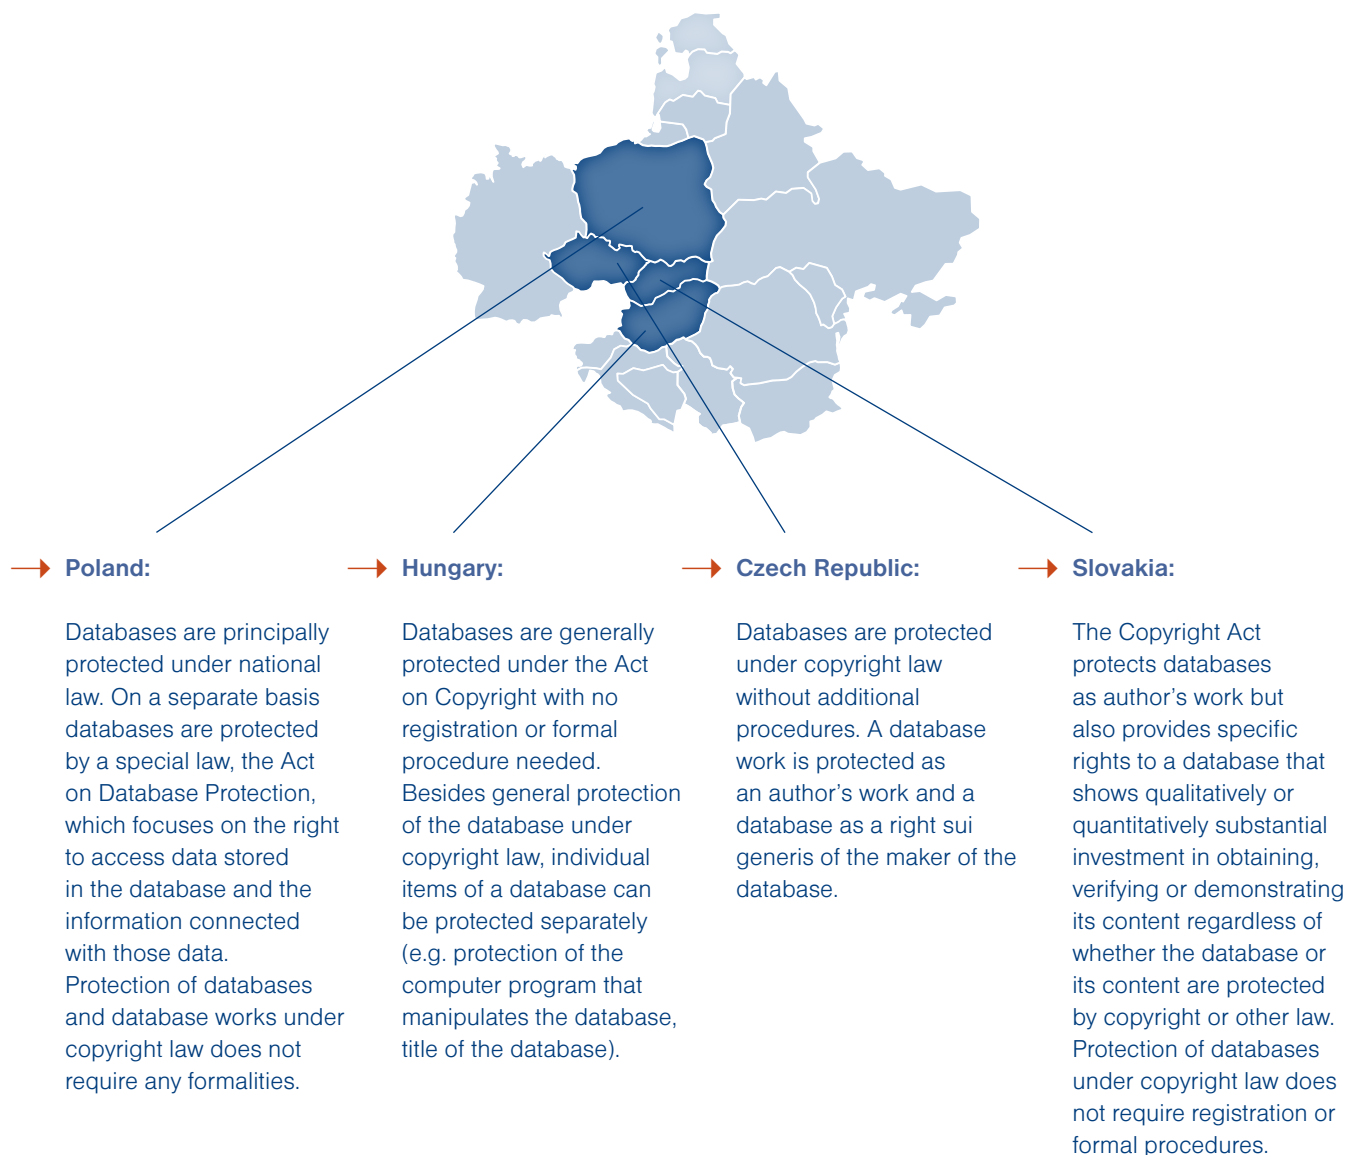 Poland:
Databases are principally
protected under national
law. On a separate basis
databases are protected
by a special law, the Act
on Database Protection,
which focuses on the right
to access data stored
in the database and the
information connected
with those data.
Protection of databases
and database works under
copyright law does not
require any formalities.
Hungary:
Databases are generally
protected under the Act
on Copyright with no
registration or formal
procedure needed.
Besides general protection
of the database under
copyright law, individual
items of a database can
be protected separately
(e.g. protection of the
computer program that
manipulates the database,
title of the database).
Czech Republic:
Databases are protected
under copyright law
without additional
procedures. A database
work is protected as
an author’s work and a
database as a right sui
generis of the maker of the
database.
Slovakia:
The Copyright Act
protects databases
as author’s work but
also provides specific
rights to a database that
shows qualitatively or
quantitatively substantial
investment in obtaining,
verifying or demonstrating
its content regardless of
whether the database or
its content are protected
by copyright or other law.
Protection of databases
under copyright law does
not require registration or
formal procedures.